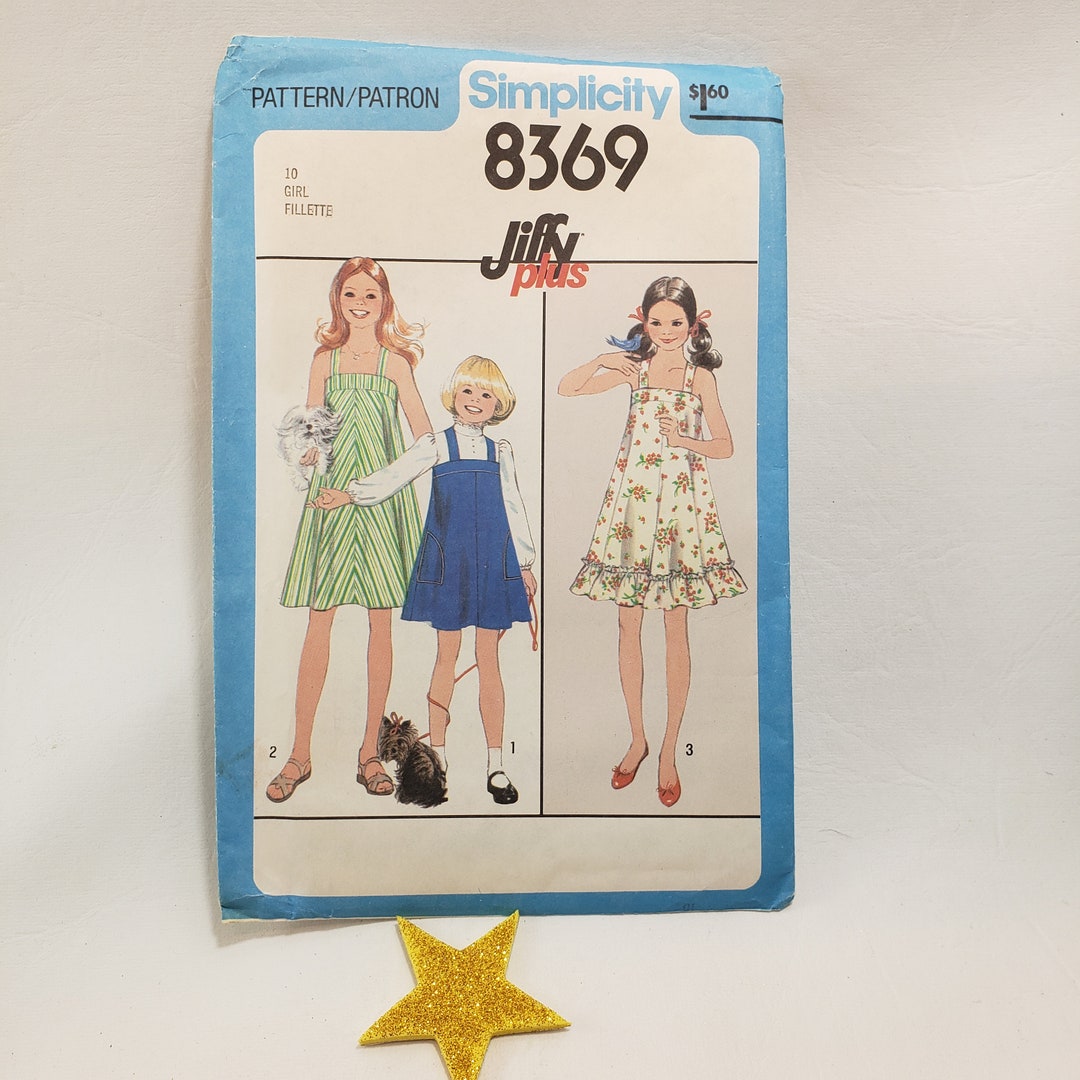 PATTERN/PATRON
Simplicity
$1.60
8369
10
GIRL
FILLETTE
Jiffy
plus
2
1
3